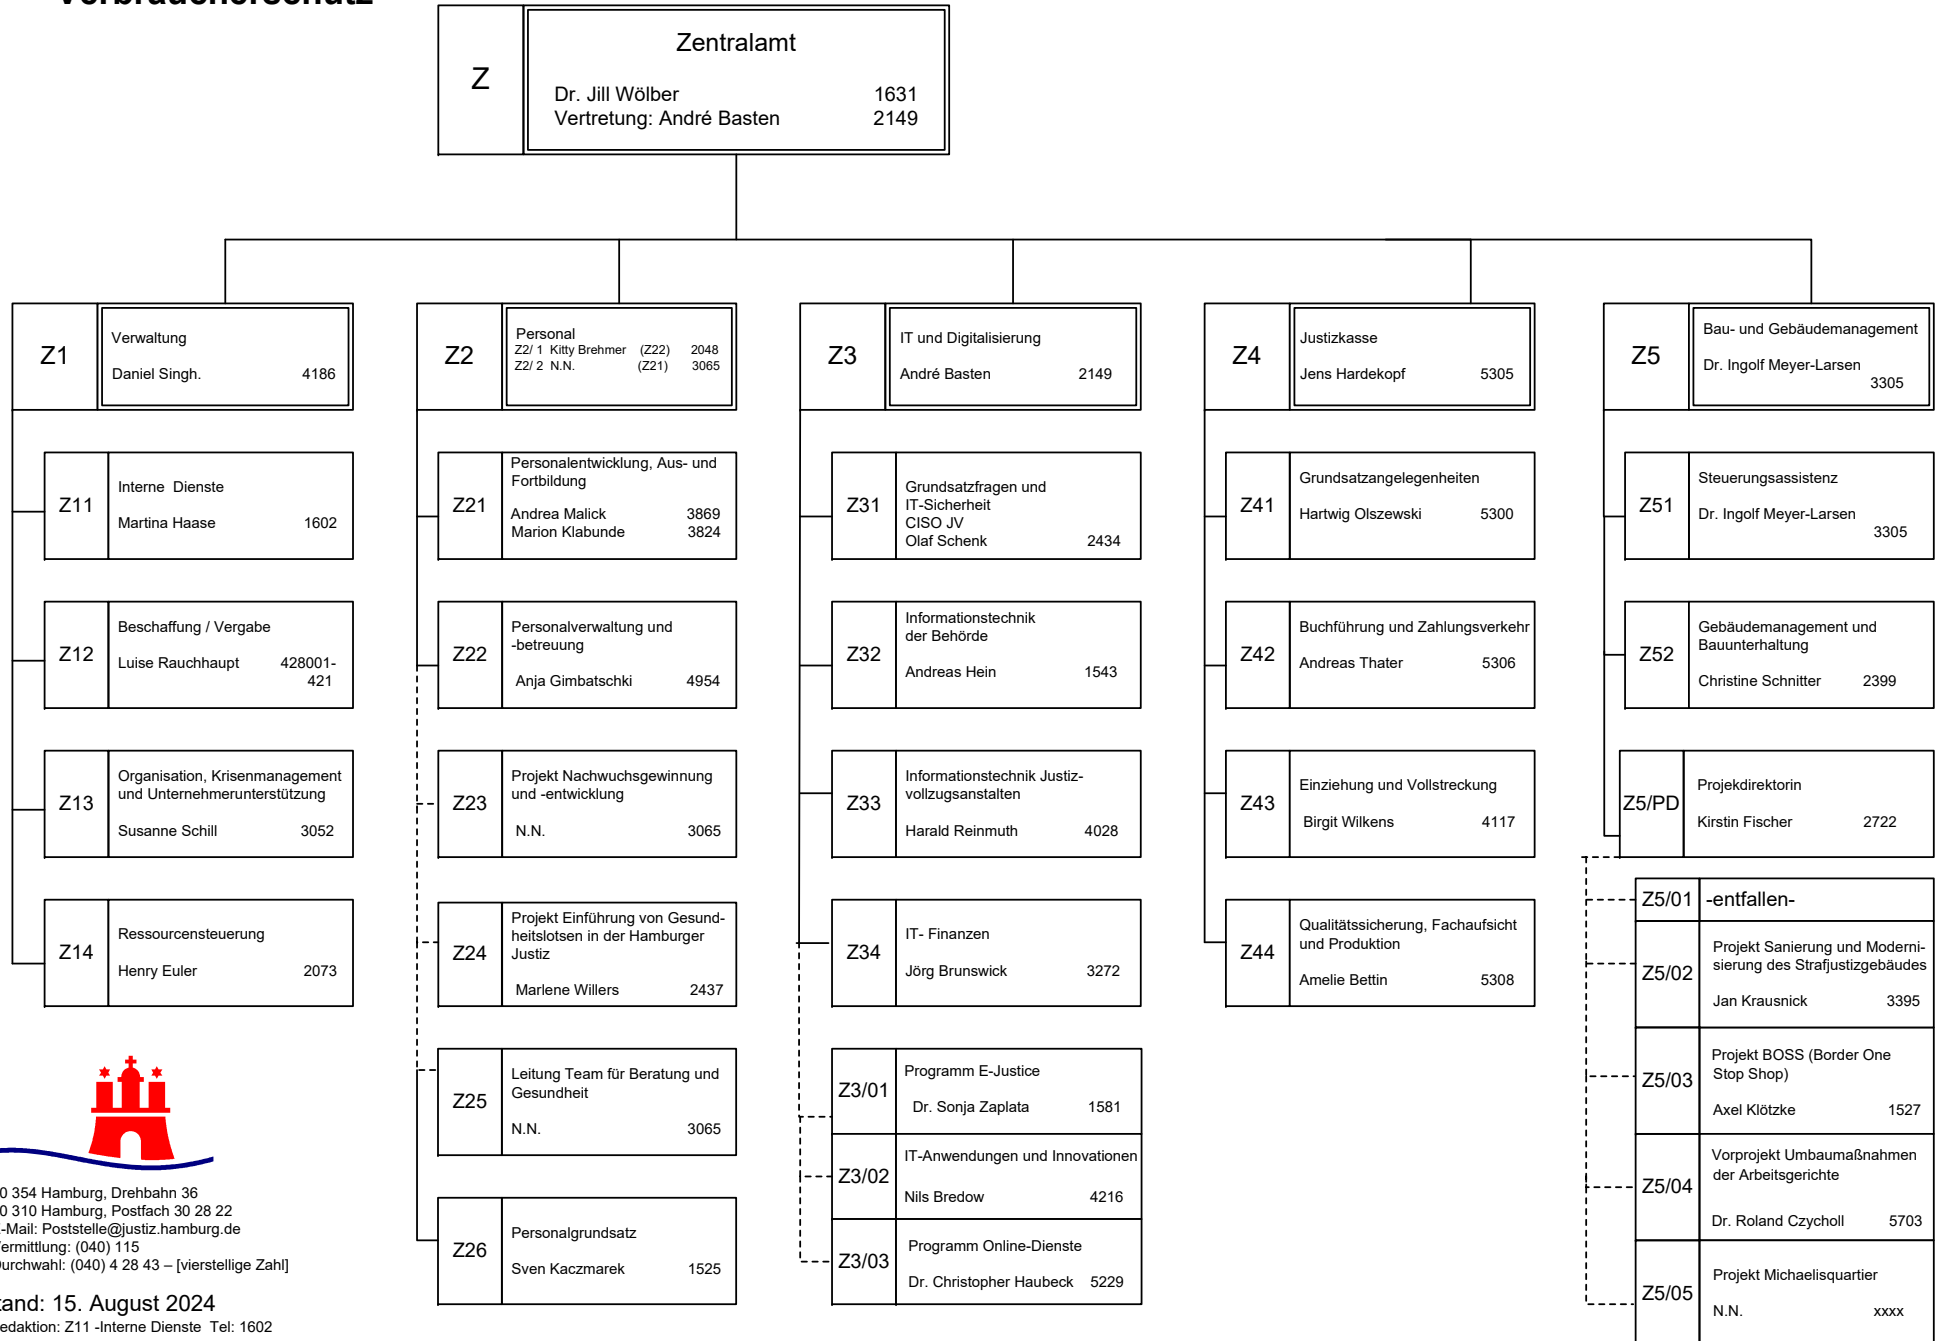 Verbraucherschutz
Z
Zentralamt
Dr. Jill Wölber 1631
Vertretung: André Basten 2149
Z1
Verwaltung
Daniel Singh. 4186
Z11
Interne Dienste
Martina Haase 1602
Z12
Beschaffung / Vergabe
Luise Rauchhaupt 428001-
421
Z13
Organisation, Krisenmanagement
und Unternehmerunterstützung
Susanne Schill 3052
Z14
Ressourcensteuerung
Henry Euler 2073
Z2
Personal
Z2/ 1 Kitty Brehmer (Z22) 2048
Z2/ 2 N.N. (Z21) 3065
Z21
Personalentwicklung, Aus- und
Fortbildung
Andrea Malick 3869
Marion Klabunde 3824
Z22
Personalverwaltung und
-betreuung
Anja Gimbatschki 4954
Z23
Projekt Nachwuchsgewinnung
und -entwicklung
N.N. 3065
Z24
Projekt Einführung von Gesund-
heitslotsen in der Hamburger
Justiz
Marlene Willers 2437
Z25
Leitung Team für Beratung und
Gesundheit
N.N. 3065
Z26
Personalgrundsatz
Sven Kaczmarek 1525
Z3
IT und Digitalisierung
André Basten 2149
Z31
Grundsatzfragen und
IT-Sicherheit
CISO JV
Olaf Schenk 2434
Z32
Informationstechnik
der Behörde
Andreas Hein 1543
Z33
Informationstechnik Justiz-
vollzugsanstalten
Harald Reinmuth 4028
Z34
IT- Finanzen
Jörg Brunswick 3272
Z3/01
Programm E-Justice
Dr. Sonja Zaplata 1581
Z3/02
IT-Anwendungen und Innovationen
Nils Bredow 4216
Z3/03
Programm Online-Dienste
Dr. Christopher Haubeck 5229
Z4
Justizkasse
Jens Hardekopf 5305
Z41
Grundsatzangelegenheiten
Hartwig Olszewski 5300
Z42
Buchführung und Zahlungsverkehr
Andreas Thater 5306
Z43
Einziehung und Vollstreckung
Birgit Wilkens 4117
Z44
Qualitätssicherung, Fachaufsicht
und Produktion
Amelie Bettin 5308
Z5
Bau- und Gebäudemanagement
Dr. Ingolf Meyer-Larsen
3305
Z51
Steuerungsassistenz
Dr. Ingolf Meyer-Larsen
3305
Z52
Gebäudemanagement und
Bauunterhaltung
Christine Schnitter 2399
Z5/PD
Projekdirektorin
Kirstin Fischer 2722
Z5/01
-entfallen-
Z5/02
Projekt Sanierung und Moderni-
sierung des Strafjustizgebäudes
Jan Krausnick 3395
Z5/03
Projekt BOSS (Border One
Stop Shop)
Axel Klötzke 1527
Z5/04
Vorprojekt Umbaumaßnahmen
der Arbeitsgerichte
Dr. Roland Czycholl 5703
Z5/05
Projekt Michaelisquartier
N.N. xxxx
0 354 Hamburg, Drehbahn 36
0 310 Hamburg, Postfach 30 28 22
-Mail: Poststelle@justiz.hamburg.de
ermittlung: (040) 115
urchwahl: (040) 4 28 43 – [vierstellige Zahl]
tand: 15. August 2024
edaktion: Z11 -Interne Dienste Tel: 1602